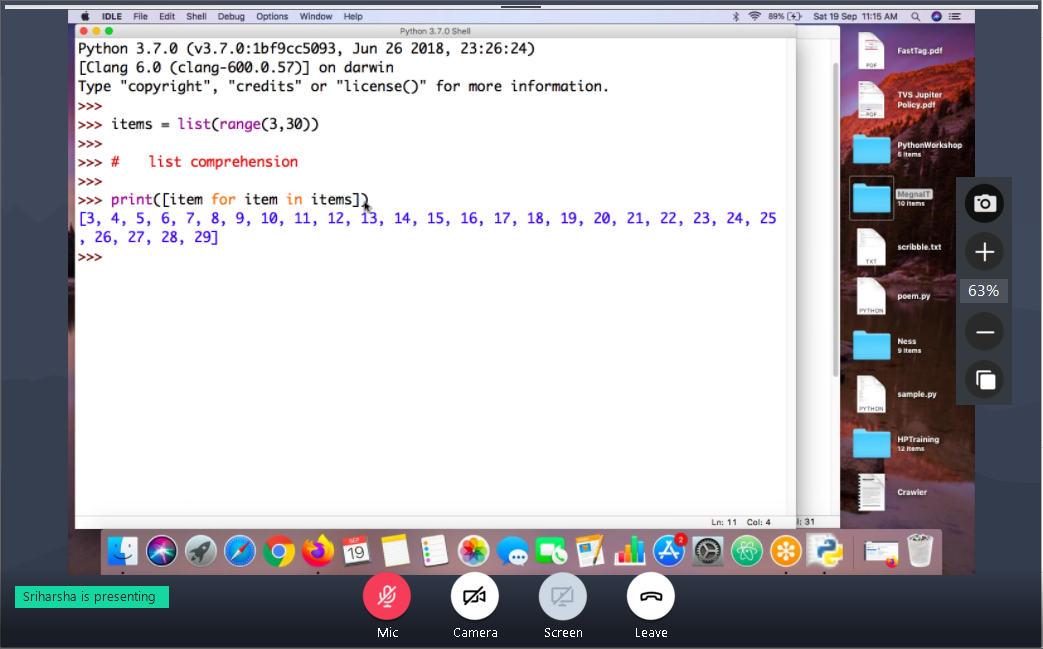 IDLE File Edit Shell Debug Options Window Help 89% Sat 19 Sep 11:15 AM
Python 3.7.0 Shell
Python 3.7.0 (v3.7.0:1bf9cc5093, Jun 26 2018, 23:26:24)
[Clang 6.0 (clang-600.0.57)] on darwin
Type "copyright", "credits" or "license()" for more information.
>>>
>>> items = list(range(3,30))
>>>
>>> #   list comprehension
>>>
>>> print([item for item in items])
[3, 4, 5, 6, 7, 8, 9, 10, 11, 12, 13, 14, 15, 16, 17, 18, 19, 20, 21, 22, 23, 24, 25
, 26, 27, 28, 29]
>>>
Ln: 11 Col: 4
: 31
PDF
FastTag.pdf
PDF
TVS Jupiter
Policy.pdf
PythonWorkshop
6 items
MegnaIT
10 items
TXT
scribble.txt
PYTHON
poem.py
Ness
9 items
PYTHON
sample.py
HPTraining
12 items
Crawler
63%
SEP
19
2
Sriharsha is presenting
Mic
Camera
Screen
Leave